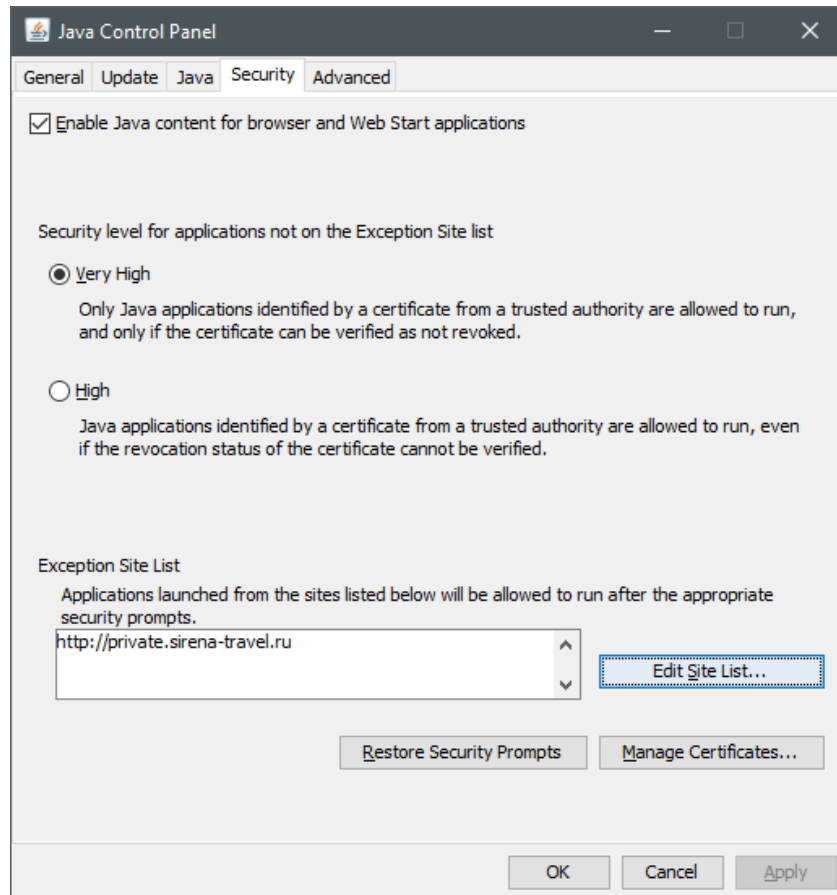 Java Control Panel
General Update Java Security Advanced
Enable Java content for browser and Web Start applications
Security level for applications not on the Exception Site list
Very High
Only Java applications identified by a certificate from a trusted authority are allowed to run,
and only if the certificate can be verified as not revoked.
High
Java applications identified by a certificate from a trusted authority are allowed to run, even
if the revocation status of the certificate cannot be verified.
Exception Site List
Applications launched from the sites listed below will be allowed to run after the appropriate
security prompts.
http://private.sirena-travel.ru
Edit Site List...
Restore Security Prompts Manage Certificates...
OK Cancel Apply